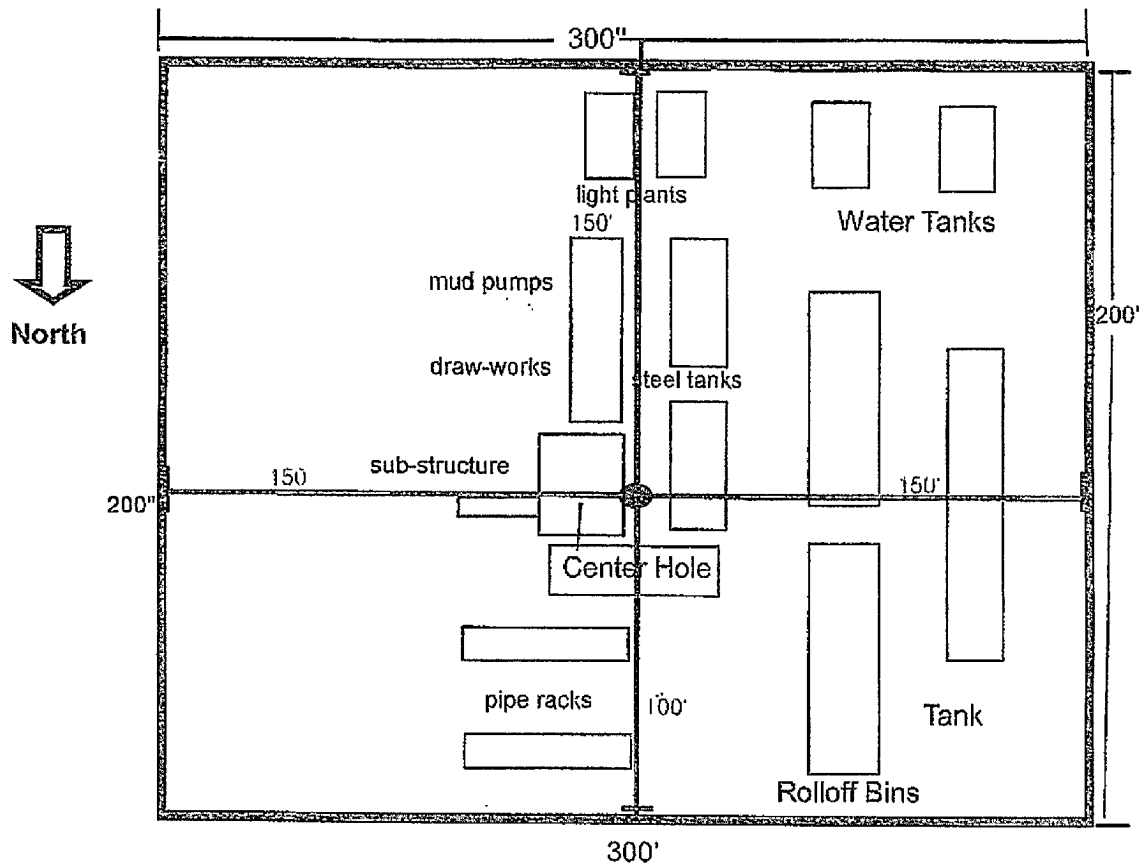 300"
light plants
150'
Water Tanks
mud pumps
200'
North
draw-works
steel tanks
sub-structure
150
150'
200"
Center Hole
pipe racks
100'
Tank
Rolloff Bins
300'